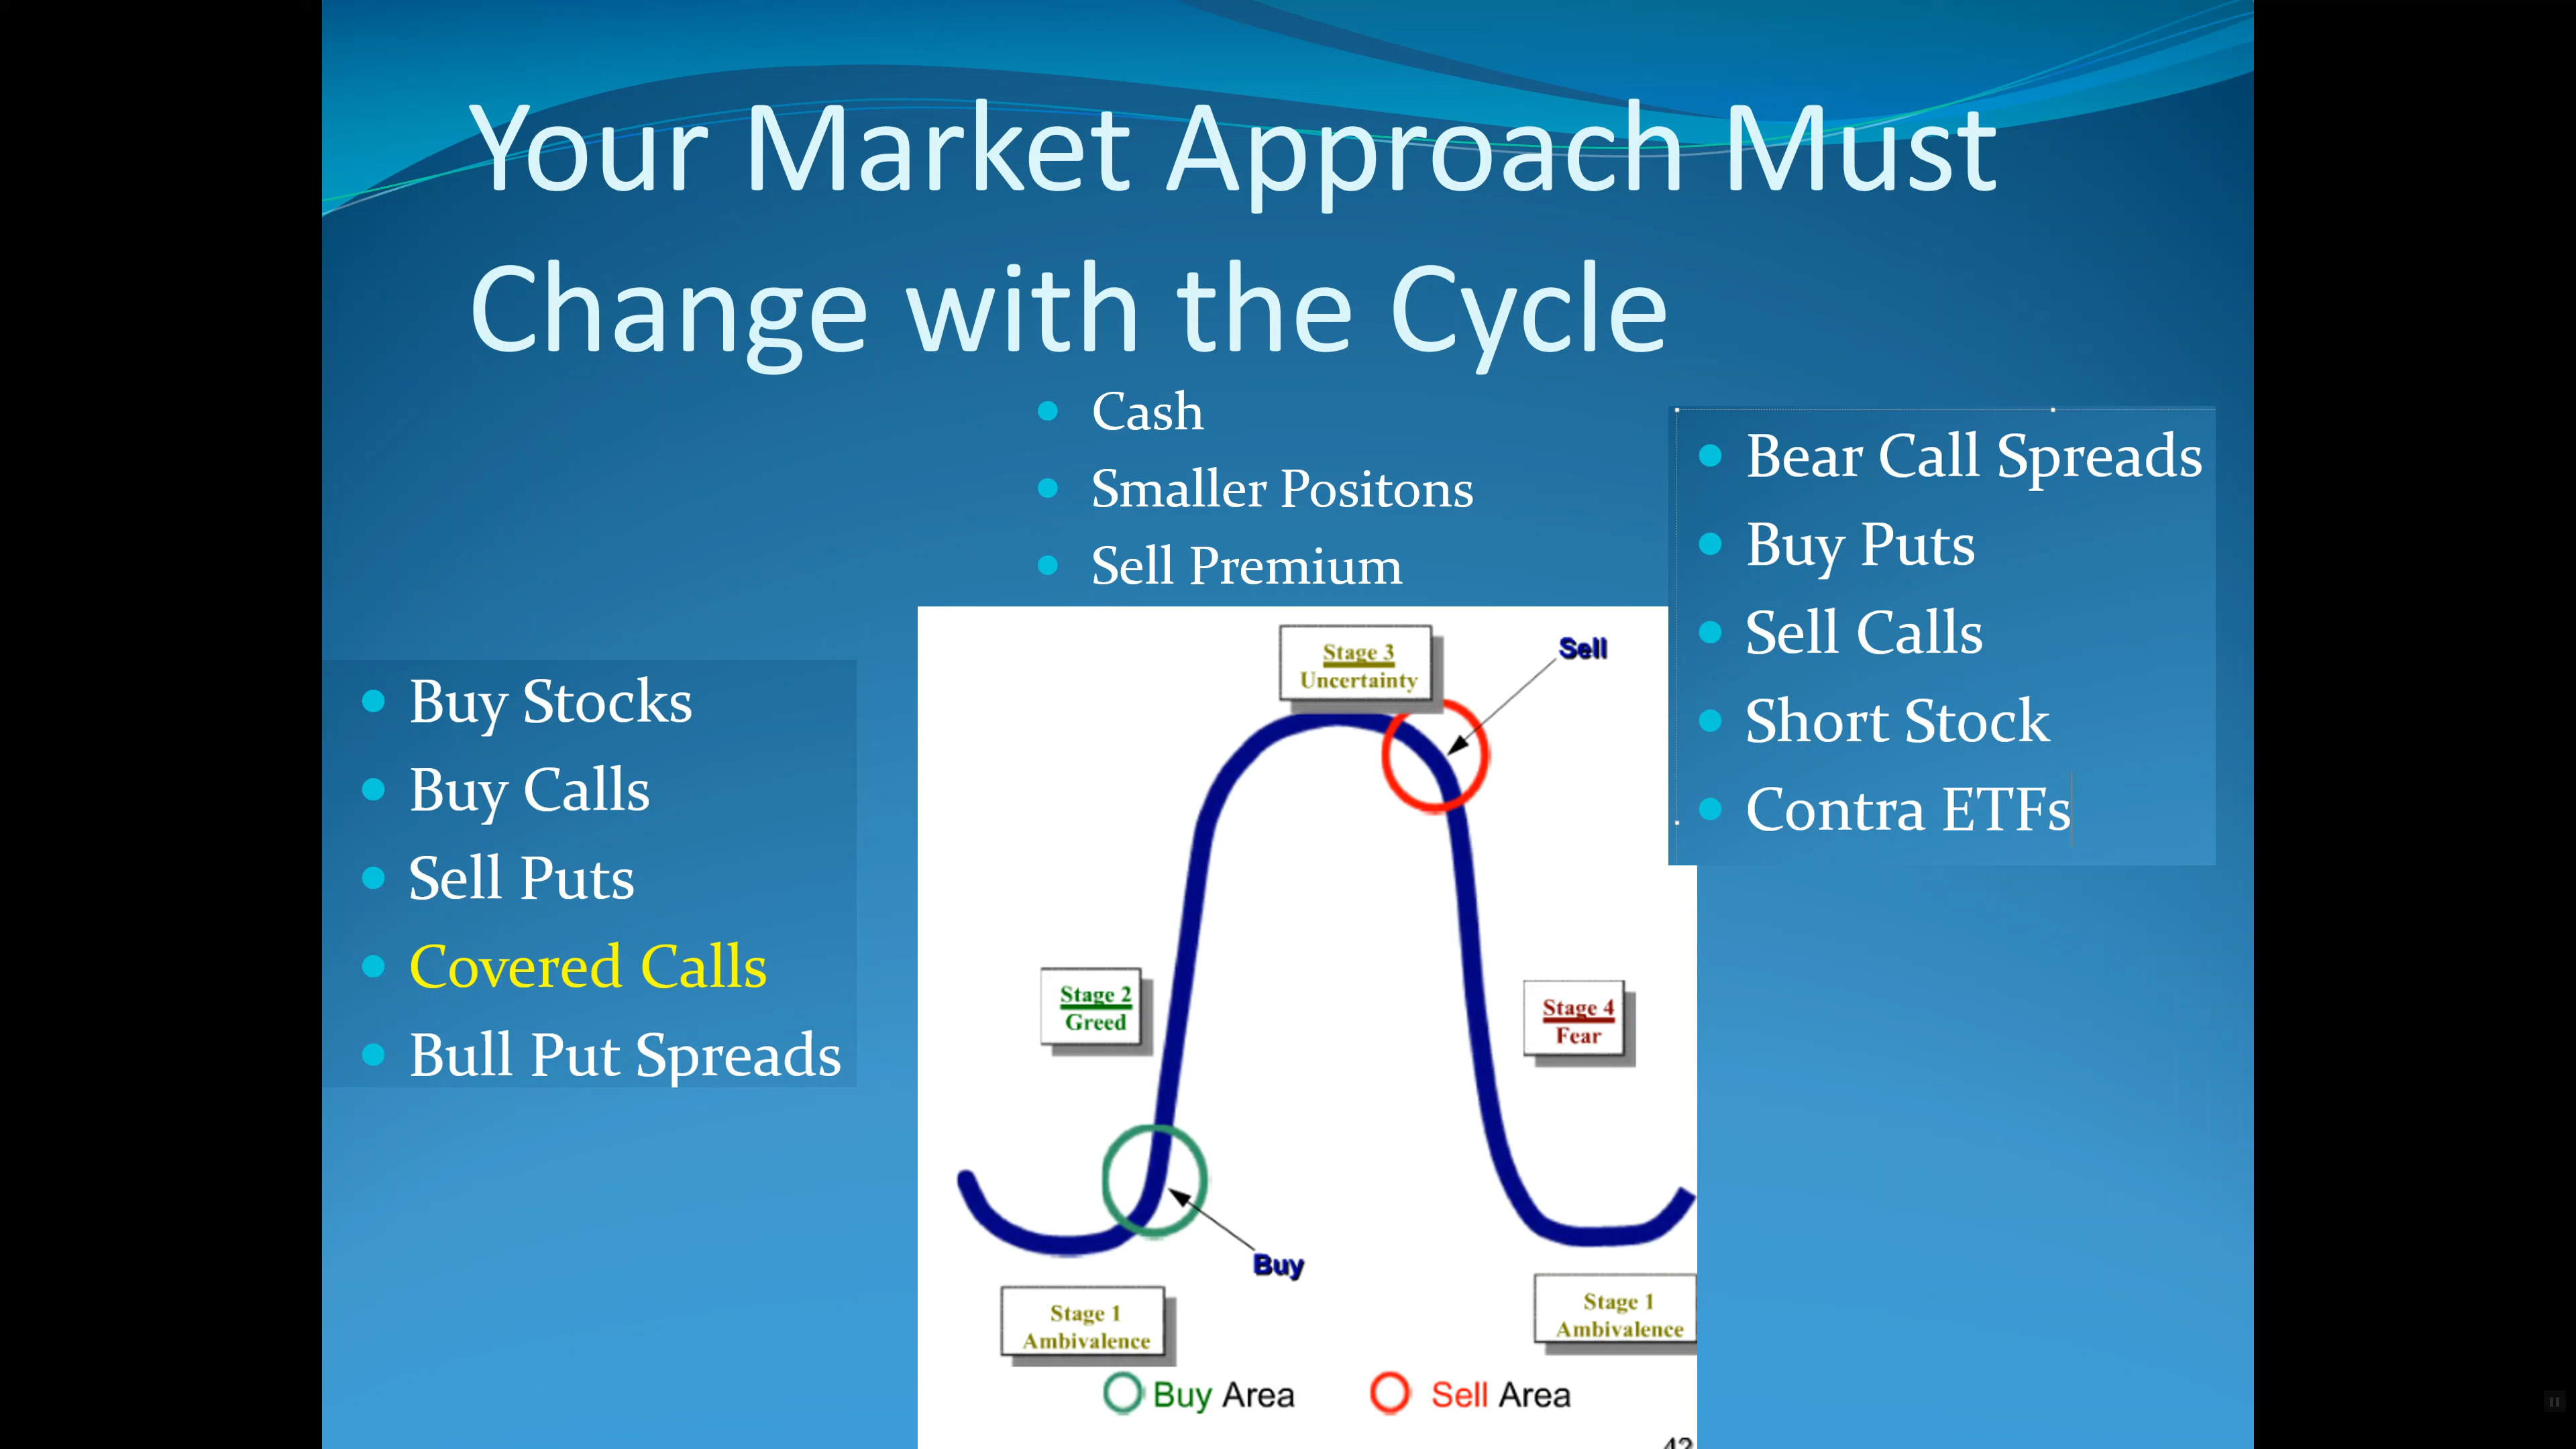 Your Market Approach Must
Change with the Cycle
Cash
Smaller Positons
Sell Premium
Bear Call Spreads
Buy Puts
Sell Calls
Short Stock
Contra ETFs
Buy Stocks
Buy Calls
Sell Puts
Covered Calls
Bull Put Spreads
Stage 3
Uncertainty
Sell
Stage 2
Greed
Stage 4
Fear
Buy
Stage 1
Ambivalence
Stage 1
Ambivalence
Buy Area
Sell Area